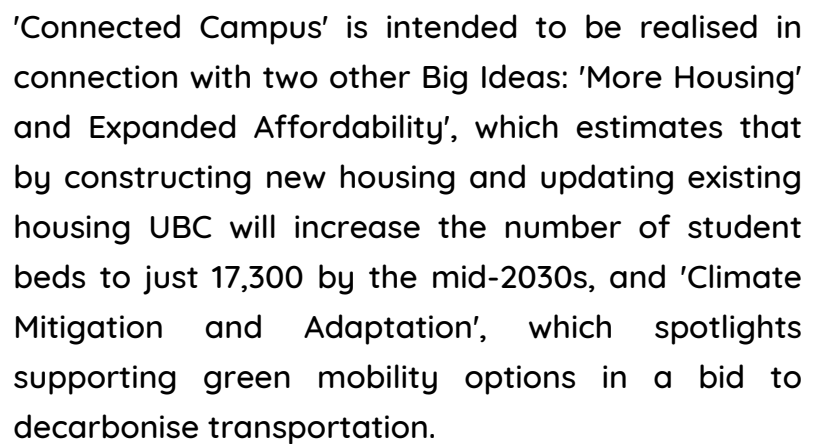 'Connected Campus' is intended to be realised in
connection with two other Big Ideas: 'More Housing'
and Expanded Affordability', which estimates that
by constructing new housing and updating existing
housing UBC will increase the number of student
beds to just 17,300 by the mid-2030s, and 'Climate
Mitigation and Adaptation', which spotlights
supporting green mobility options in a bid to
decarbonise transportation.